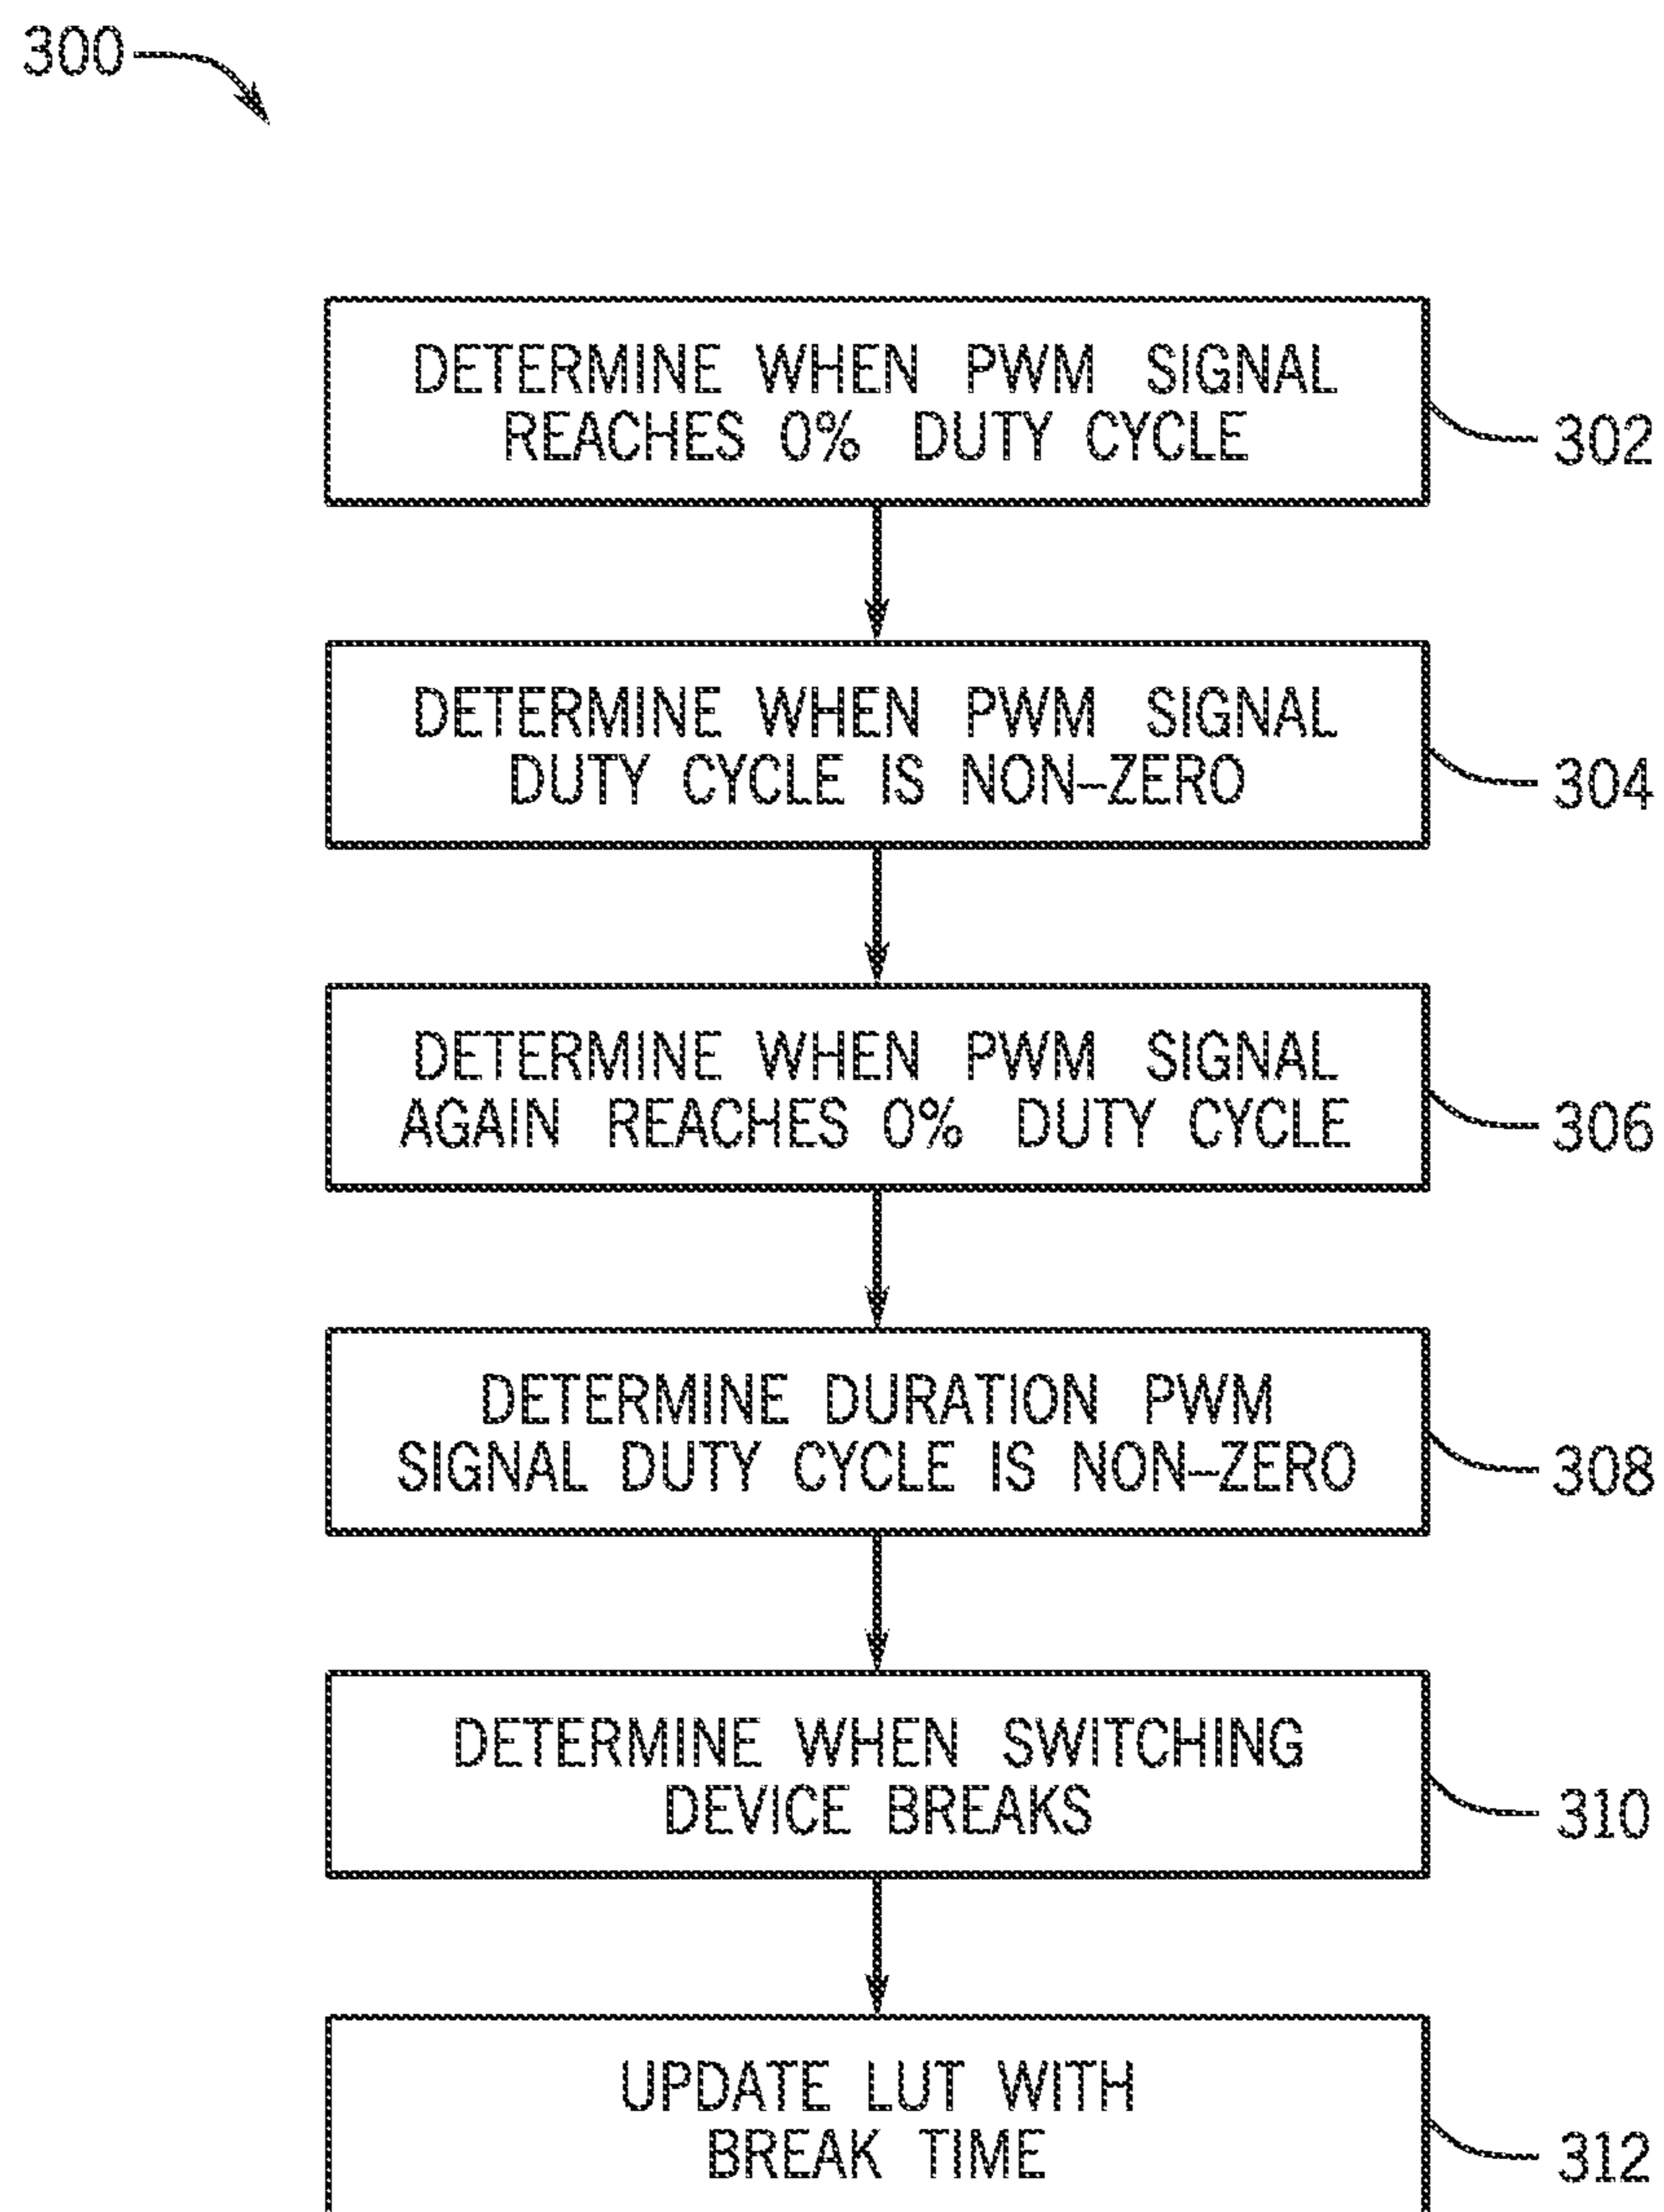 300
DETERMINE WHEN PWM SIGNAL
REACHES 0% DUTY CYCLE
302
DETERMINE WHEN PWM SIGNAL
DUTY CYCLE IS NON-ZERO
304
DETERMINE WHEN PWM SIGNAL
AGAIN REACHES 0% DUTY CYCLE
306
DETERMINE DURATION PWM
SIGNAL DUTY CYCLE IS NON-ZERO
308
DETERMINE WHEN SWITCHING
DEVICE BREAKS
310
UPDATE LUT WITH
BREAK TIME
312